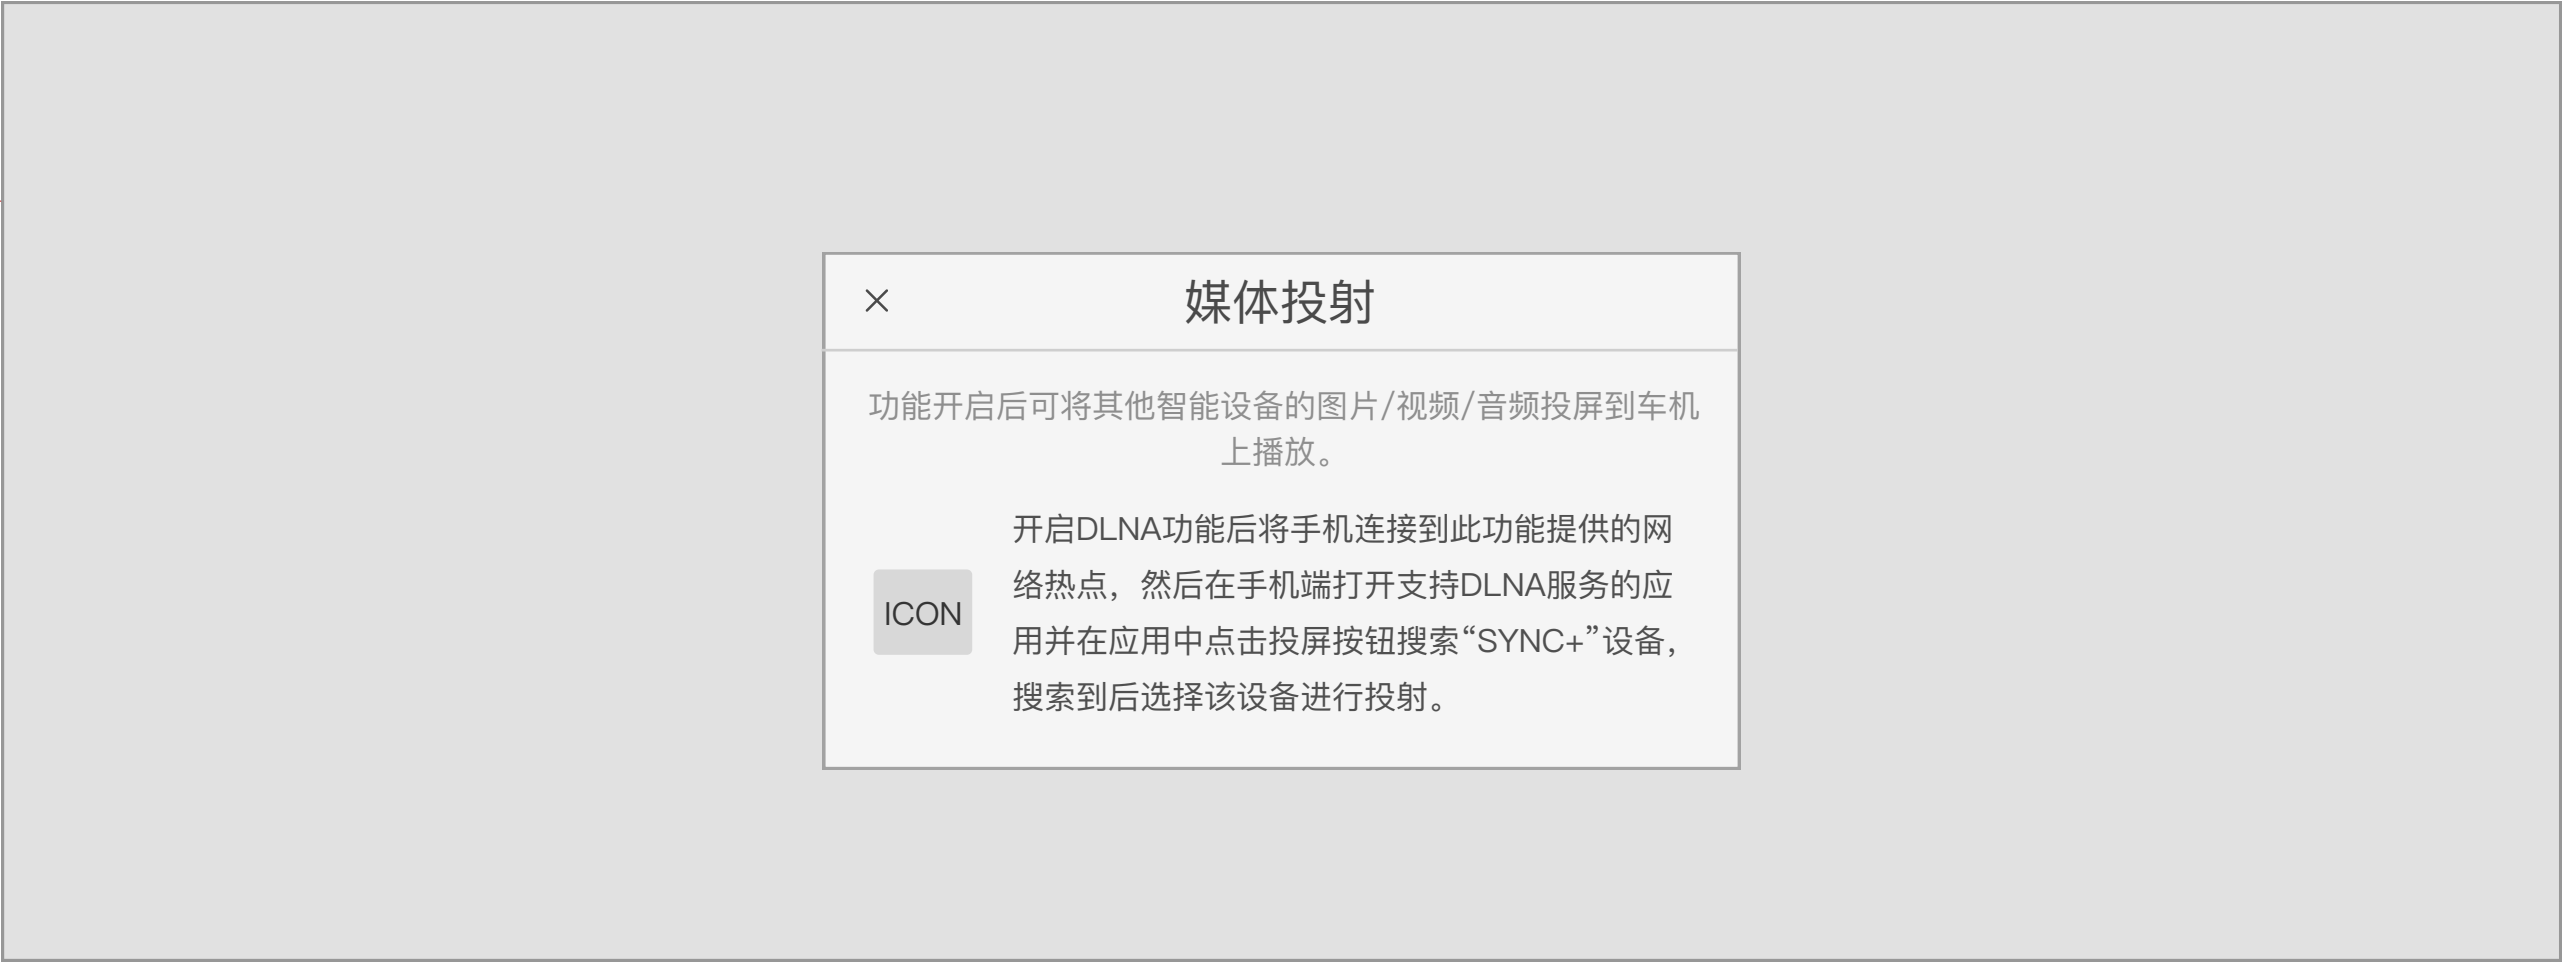 媒体投射
功能开启后可将其他智能设备的图片/视频/音频投屏到车机
上播放。
开启DLNA功能后将手机连接到此功能提供的网
络热点，然后在手机端打开支持DLNA服务的应
用并在应用中点击投屏按钮搜索“SYNC+”设备，
搜索到后选择该设备进行投射。
ICON